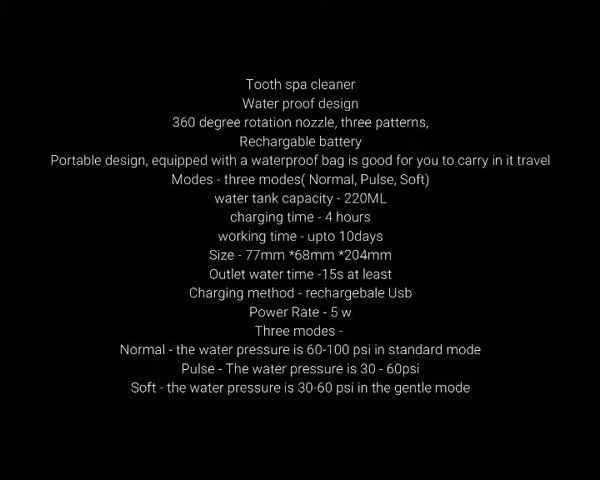 Tooth spa cleaner
Water proof design
360 degree rotation nozzle, three patterns,
Rechargable battery
Portable design, equipped with a waterproof bag is good for you to carry in it travel
Modes - three modes( Normal, Pulse, Soft)
water tank capacity - 220ML
charging time - 4 hours
working time - upto 10days
Size - 77mm *68mm *204mm
Outlet water time -15s at least
Charging method - rechargebale Usb
Power Rate - 5 w
Three modes -
Normal - the water pressure is 60-100 psi in standard mode
Pulse - The water pressure is 30 - 60psi
Soft - the water pressure is 30-60 psi in the gentle mode